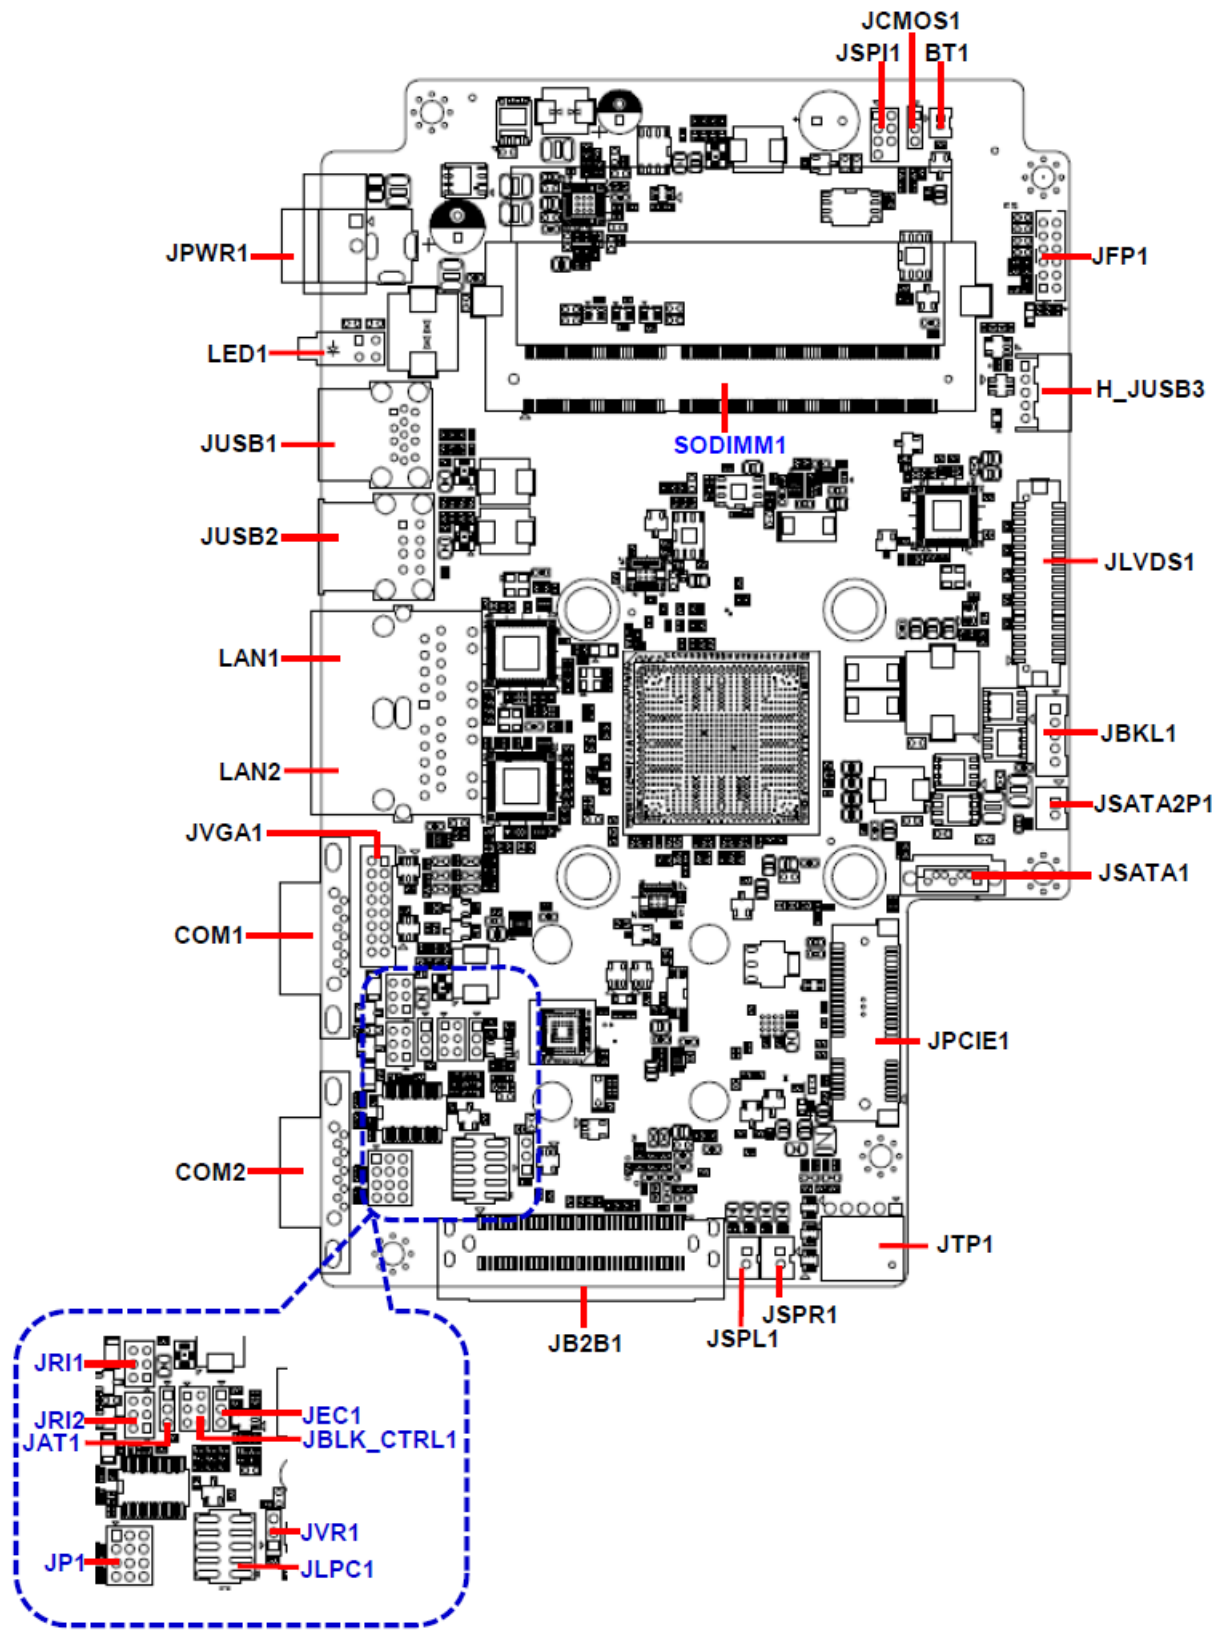 JCMOS1
JSPI1
BT1
JPWR1
JFP1
LED1
H_JUSB3
JUSB1
SODIMM1
JUSB2
JLVDS1
LAN1
JBKL1
LAN2
JSATA2P1
JVGA1
JSATA1
COM1
JPCIE1
COM2
JTP1
JSPR1
JSPL1
JB2B1
JRI1
JRI2
JEC1
JAT1
JBLK_CTRL1
JVR1
JP1
JLPC1